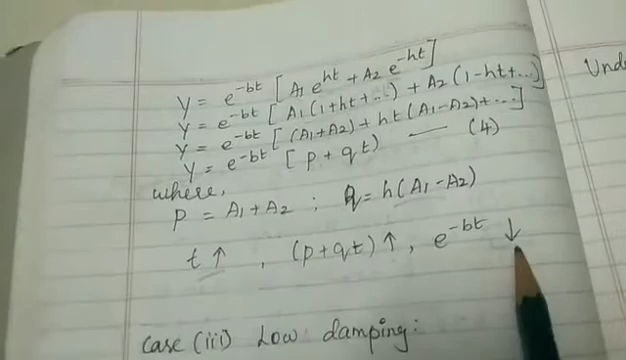 y = e^{-bt} [ A₁ e^{ht} + A₂ e^{-ht} ]
y = e^{-bt} [ A₁ (1+ht+...) + A₂ (1-ht+...) ]
y = e^{-bt} [ (A₁+A₂) + ht (A₁-A₂)+... ]
y = e^{-bt} [ p + qt ) — (4)
where,
p = A₁+A₂ ; q = h(A₁-A₂)
t ↑ , (p+qt) ↑ , e^{-bt} ↓
Case (iii) Low damping: